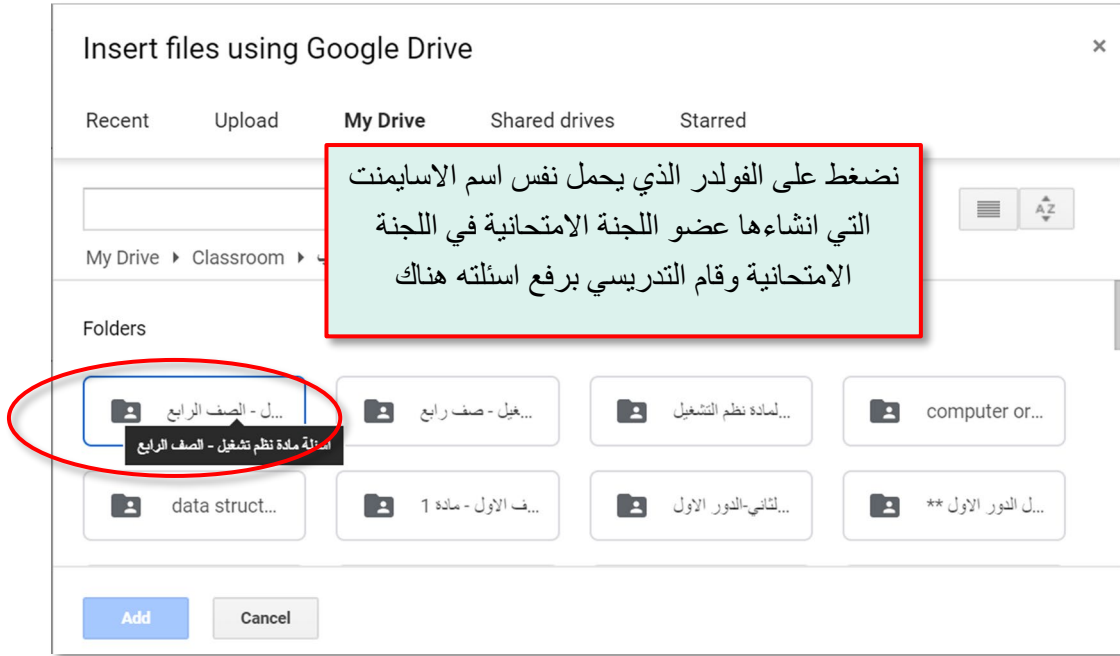 Insert files using Google Drive ×
Recent Upload My Drive Shared drives Starred
نضغط على الفولدر الذي يحمل نفس اسم الاسايمنت
التي انشاءها عضو اللجنة الامتحانية في اللجنة
الامتحانية وقام التدريسي برفع اسئلته هناك
AZ
My Drive Classroom
Folders
...ل - الصف الرابع
...غيل - صف رابع
...لمادة نظم التشغيل
computer or...
اسئلة مادة نظم تشغيل - الصف الرابع
data struct...
...ف الاول - مادة 1
...لثاني-الدور الاول
...ل الدور الاول **
Add Cancel